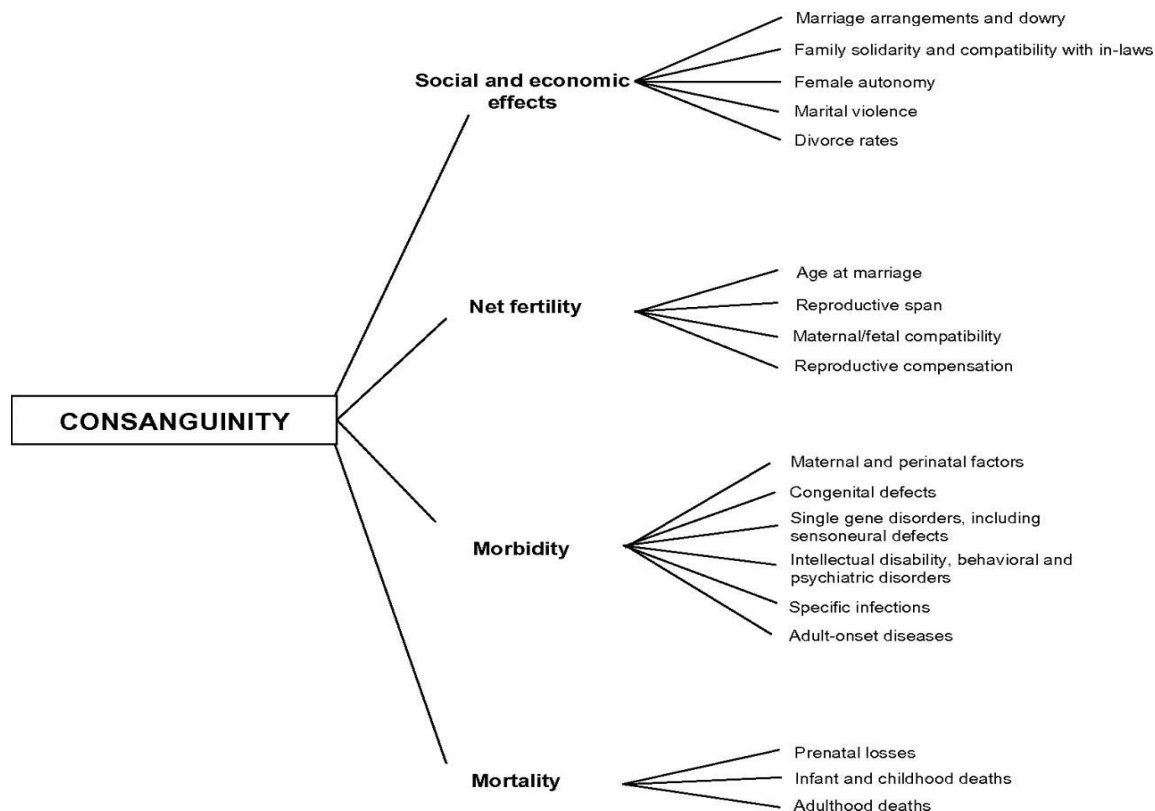 Marriage arrangements and dowry
Family solidarity and compatibility with in-laws
Social and economic
effects
Female autonomy
Marital violence
Divorce rates
Age at marriage
Net fertility
Reproductive span
Maternal/fetal compatibility
Reproductive compensation
CONSANGUINITY
Maternal and perinatal factors
Congenital defects
Single gene disorders, including
sensoneural defects
Morbidity
Intellectual disability, behavioral and
psychiatric disorders
Specific infections
Adult-onset diseases
Prenatal losses
Mortality
Infant and childhood deaths
Adulthood deaths